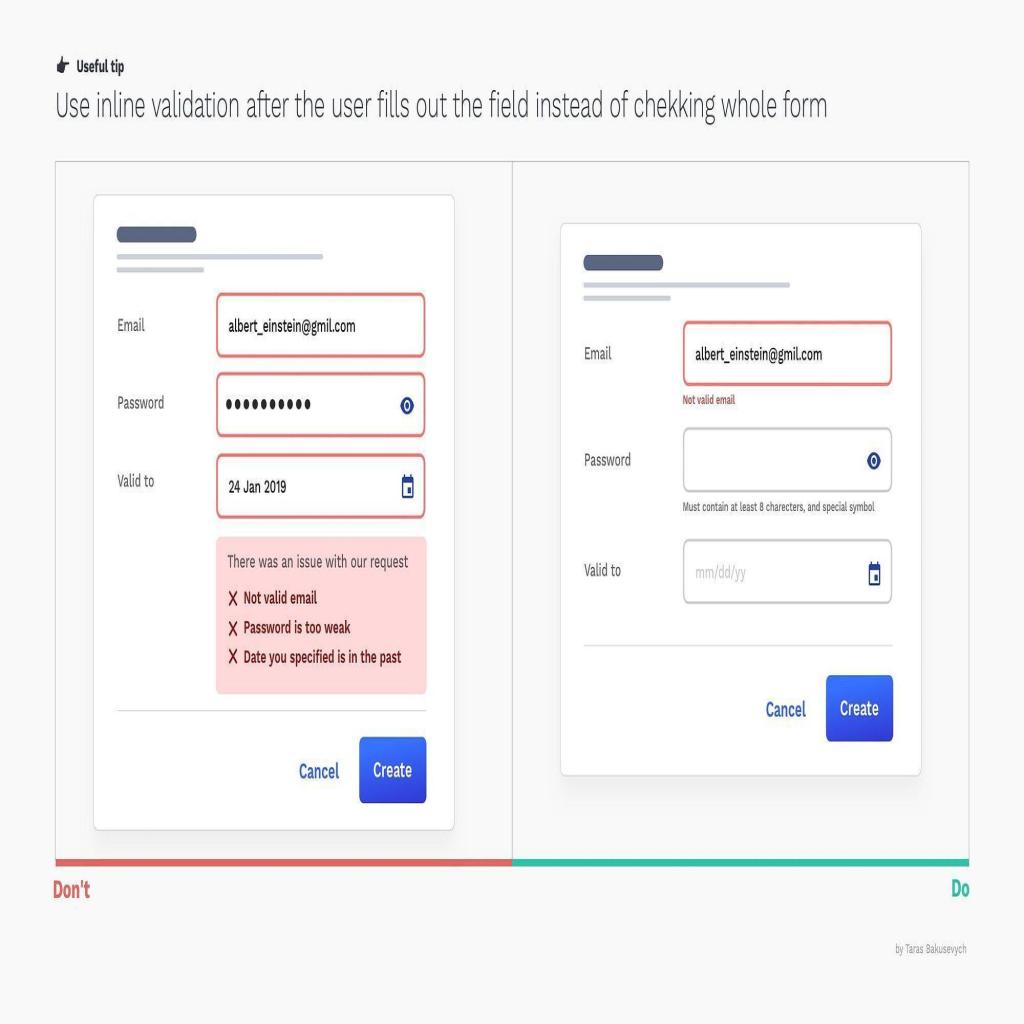 Useful tip
Use inline validation after the user fills out the field instead of chekking whole form
Email
albert_einstein@gmil.com
Password
Valid to
24 Jan 2019
There was an issue with our request
X Not valid email
X Password is too weak
X Date you specified is in the past
Cancel
Create
Email
albert_einstein@gmil.com
Not valid email
Password
Must contain at least 8 charecters, and special symbol
Valid to
mm/dd/yy
Cancel
Create
Don't
Do
by Taras Bakusevych